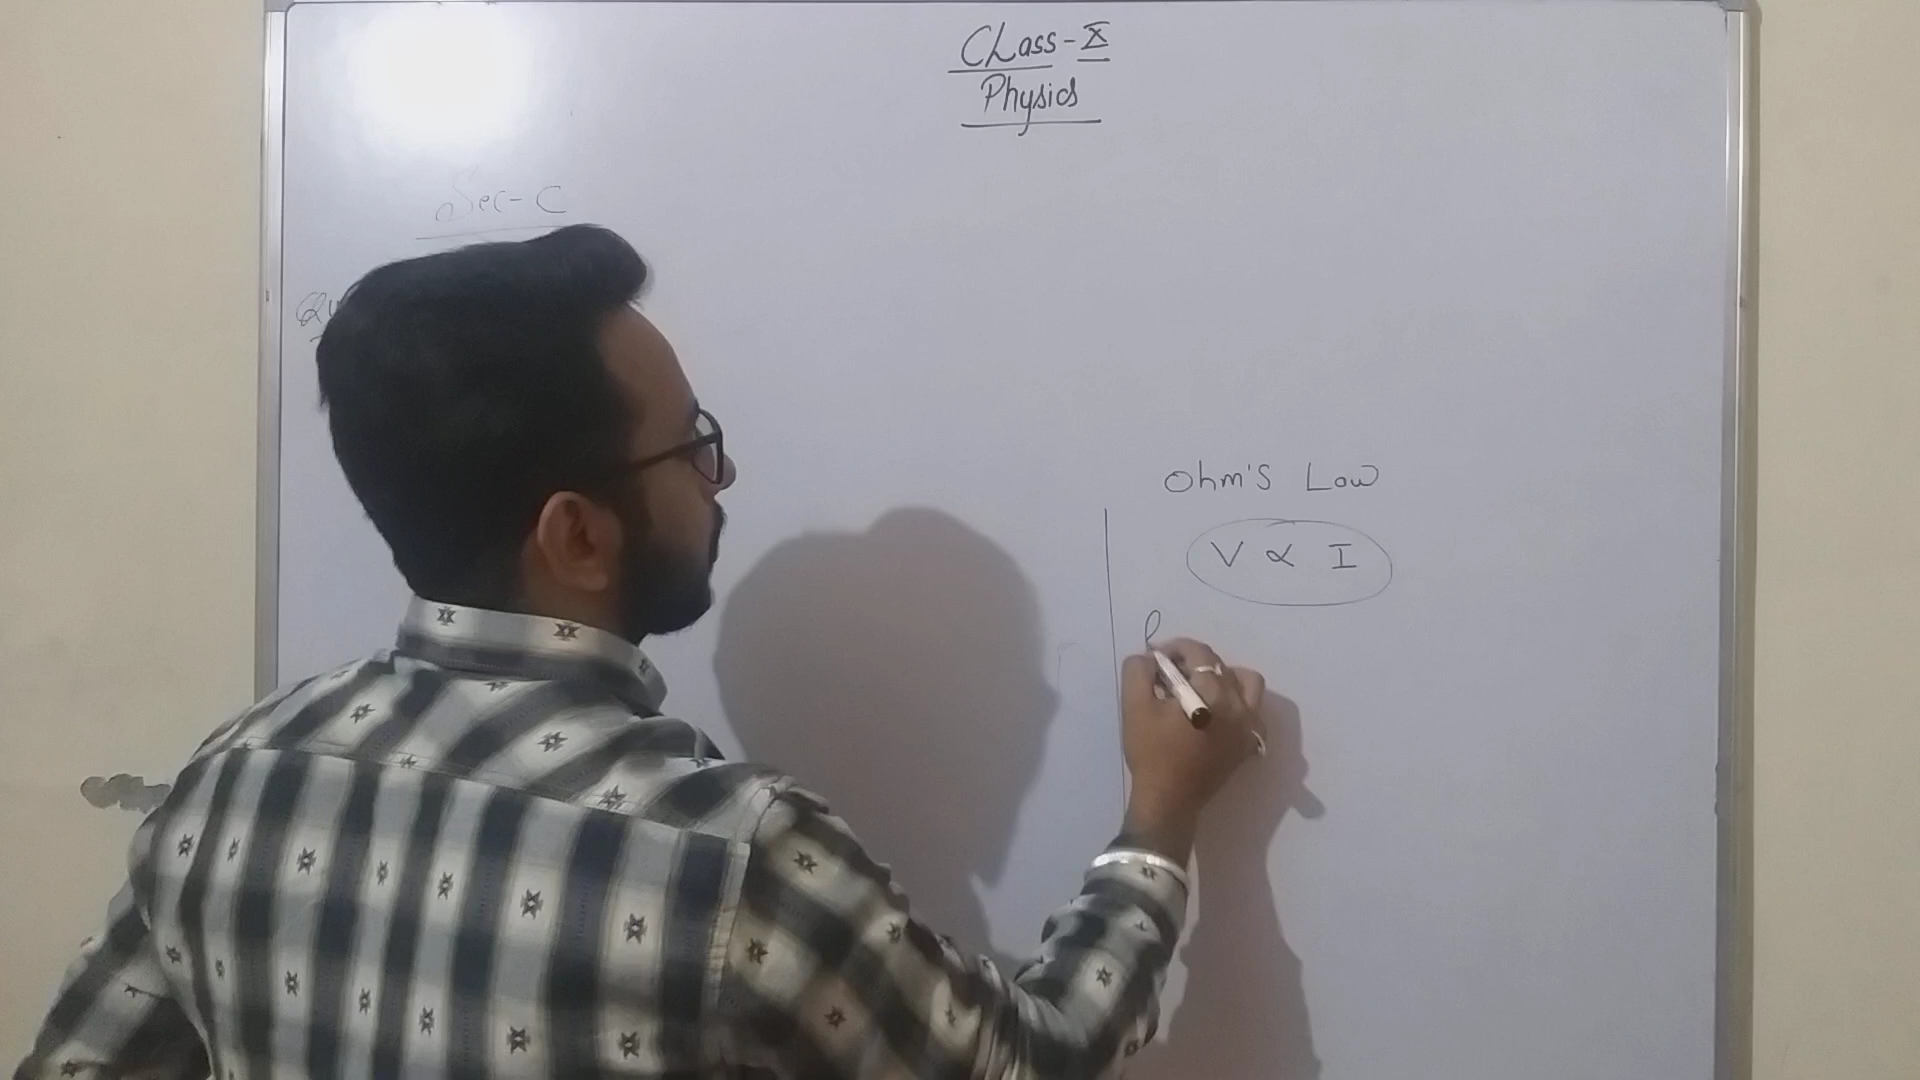 Class-X
Physics
Sec-C
Ohm's Law
V ∝ I